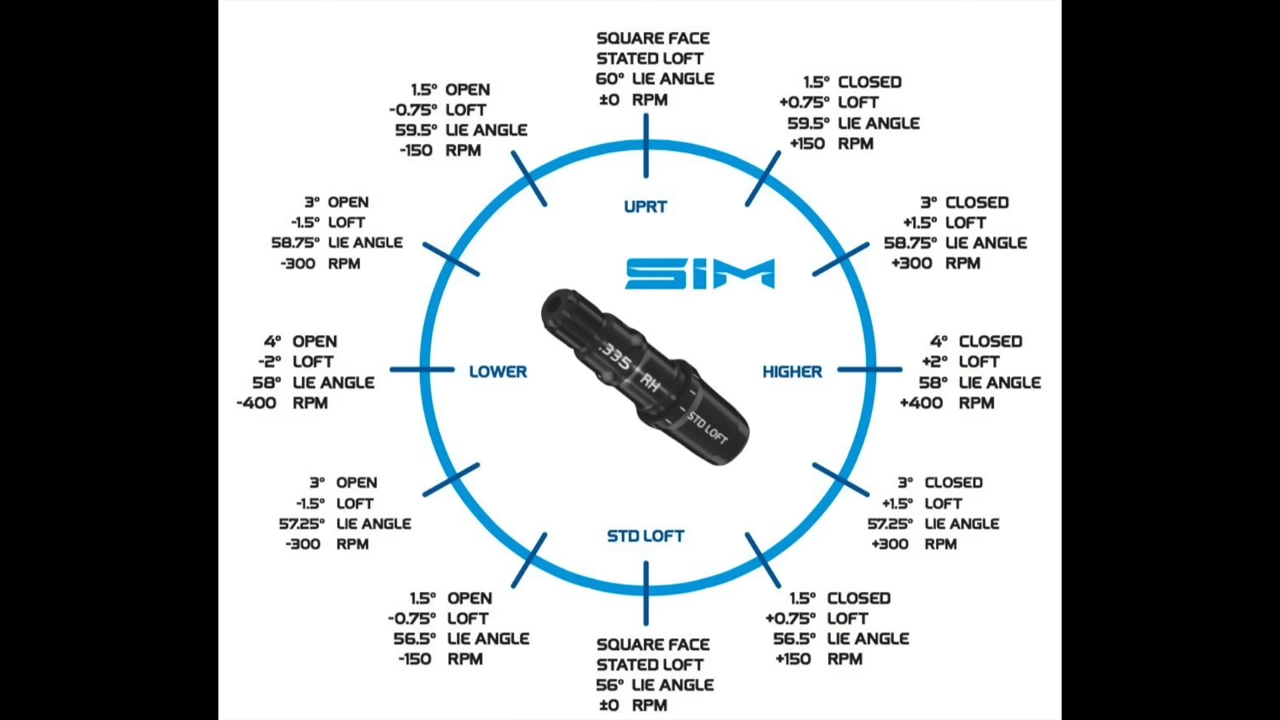 SQUARE FACE
STATED LOFT
60° LIE ANGLE
±0 RPM
1.5° OPEN
-0.75° LOFT
59.5° LIE ANGLE
-150 RPM
1.5° CLOSED
+0.75° LOFT
59.5° LIE ANGLE
+150 RPM
3° OPEN
-1.5° LOFT
58.75° LIE ANGLE
-300 RPM
UPRT
3° CLOSED
+1.5° LOFT
58.75° LIE ANGLE
+300 RPM
SIM
4° OPEN
-2° LOFT
58° LIE ANGLE
-400 RPM
LOWER
.335 RH
STD LOFT
HIGHER
4° CLOSED
+2° LOFT
58° LIE ANGLE
+400 RPM
3° OPEN
-1.5° LOFT
57.25° LIE ANGLE
-300 RPM
STD LOFT
3° CLOSED
+1.5° LOFT
57.25° LIE ANGLE
+300 RPM
1.5° OPEN
-0.75° LOFT
56.5° LIE ANGLE
-150 RPM
SQUARE FACE
STATED LOFT
56° LIE ANGLE
±0 RPM
1.5° CLOSED
+0.75° LOFT
56.5° LIE ANGLE
+150 RPM